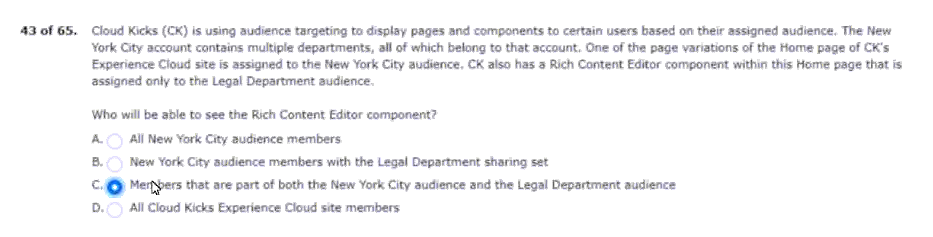 43 of 65. Cloud Kicks (CK) is using audience targeting to display pages and components to certain users based on their assigned audience. The New
York City account contains multiple departments, all of which belong to that account. One of the page variations of the Home page of CK's
Experience Cloud site is assigned to the New York City audience. CK also has a Rich Content Editor component within this Home page that is
assigned only to the Legal Department audience.
Who will be able to see the Rich Content Editor component?
A. All New York City audience members
B. New York City audience members with the Legal Department sharing set
C. Members that are part of both the New York City audience and the Legal Department audience
D. All Cloud Kicks Experience Cloud site members